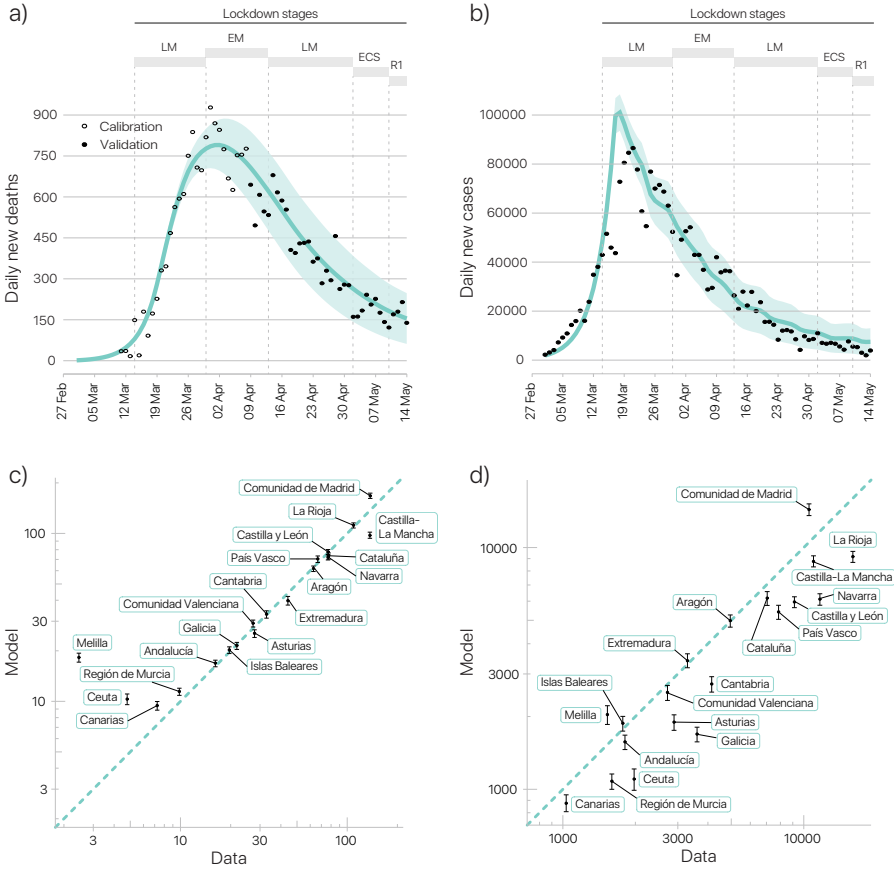 a)
Lockdown stages
LM
EM
LM
ECS
R1
Daily new deaths
900
750
600
450
300
150
0
Calibration
Validation
27 Feb
05 Mar
12 Mar
19 Mar
26 Mar
02 Apr
09 Apr
16 Apr
23 Apr
30 Apr
07 May
14 May
b)
Lockdown stages
LM
EM
LM
ECS
R1
Daily new cases
100000
80000
60000
40000
20000
0
27 Feb
05 Mar
12 Mar
19 Mar
26 Mar
02 Apr
09 Apr
16 Apr
23 Apr
30 Apr
07 May
14 May
c)
Model
100
30
10
3
Comunidad de Madrid
La Rioja
Castilla-
La Mancha
Castilla y León
País Vasco
Cataluña
Navarra
Aragón
Cantabria
Comunidad Valenciana
Extremadura
Galicia
Asturias
Melilla
Andalucía
Islas Baleares
Región de Murcia
Ceuta
Canarias
3
10
30
100
Data
d)
Model
10000
3000
1000
Comunidad de Madrid
La Rioja
Castilla-La Mancha
Aragón
Navarra
Castilla y León
País Vasco
Cataluña
Extremadura
Islas Baleares
Cantabria
Comunidad Valenciana
Melilla
Asturias
Galicia
Andalucía
Ceuta
Canarias
Región de Murcia
1000
3000
10000
Data